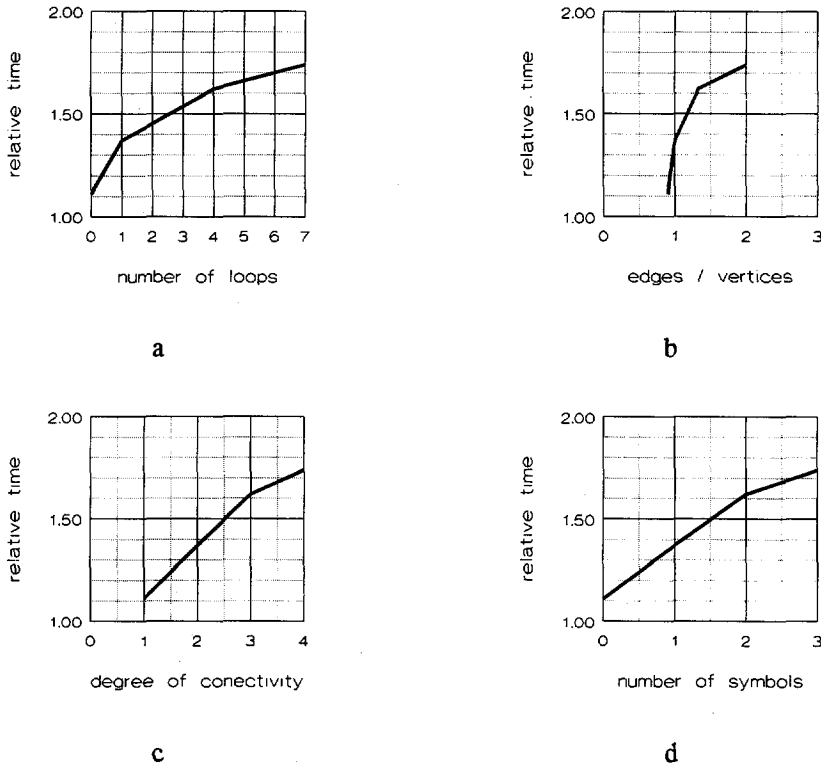 2.00
1.50
1.00
relative time
0 1 2 3 4 5 6 7
number of loops
a
2.00
1.50
1.00
relative time
0 1 2 3
edges / vertices
b
2.00
1.50
1.00
relative time
0 1 2 3 4
degree of conectivity
c
2.00
1.50
1.00
relative time
0 1 2 3
number of symbols
d